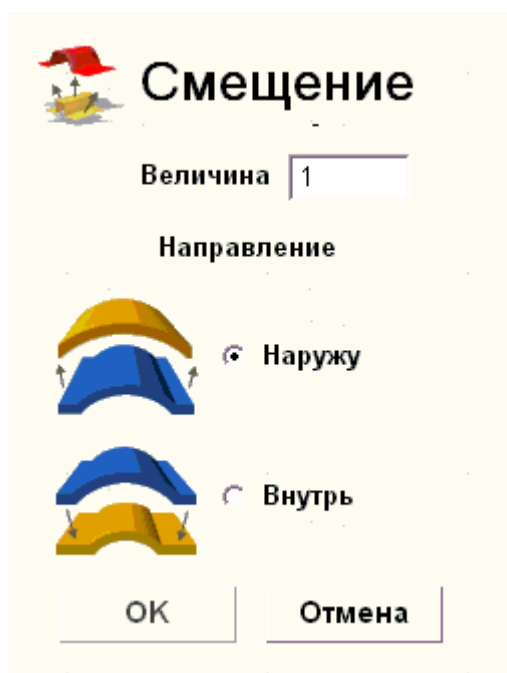 Смещение
Величина 1
Направление
Наружу
Внутрь
OK Отмена